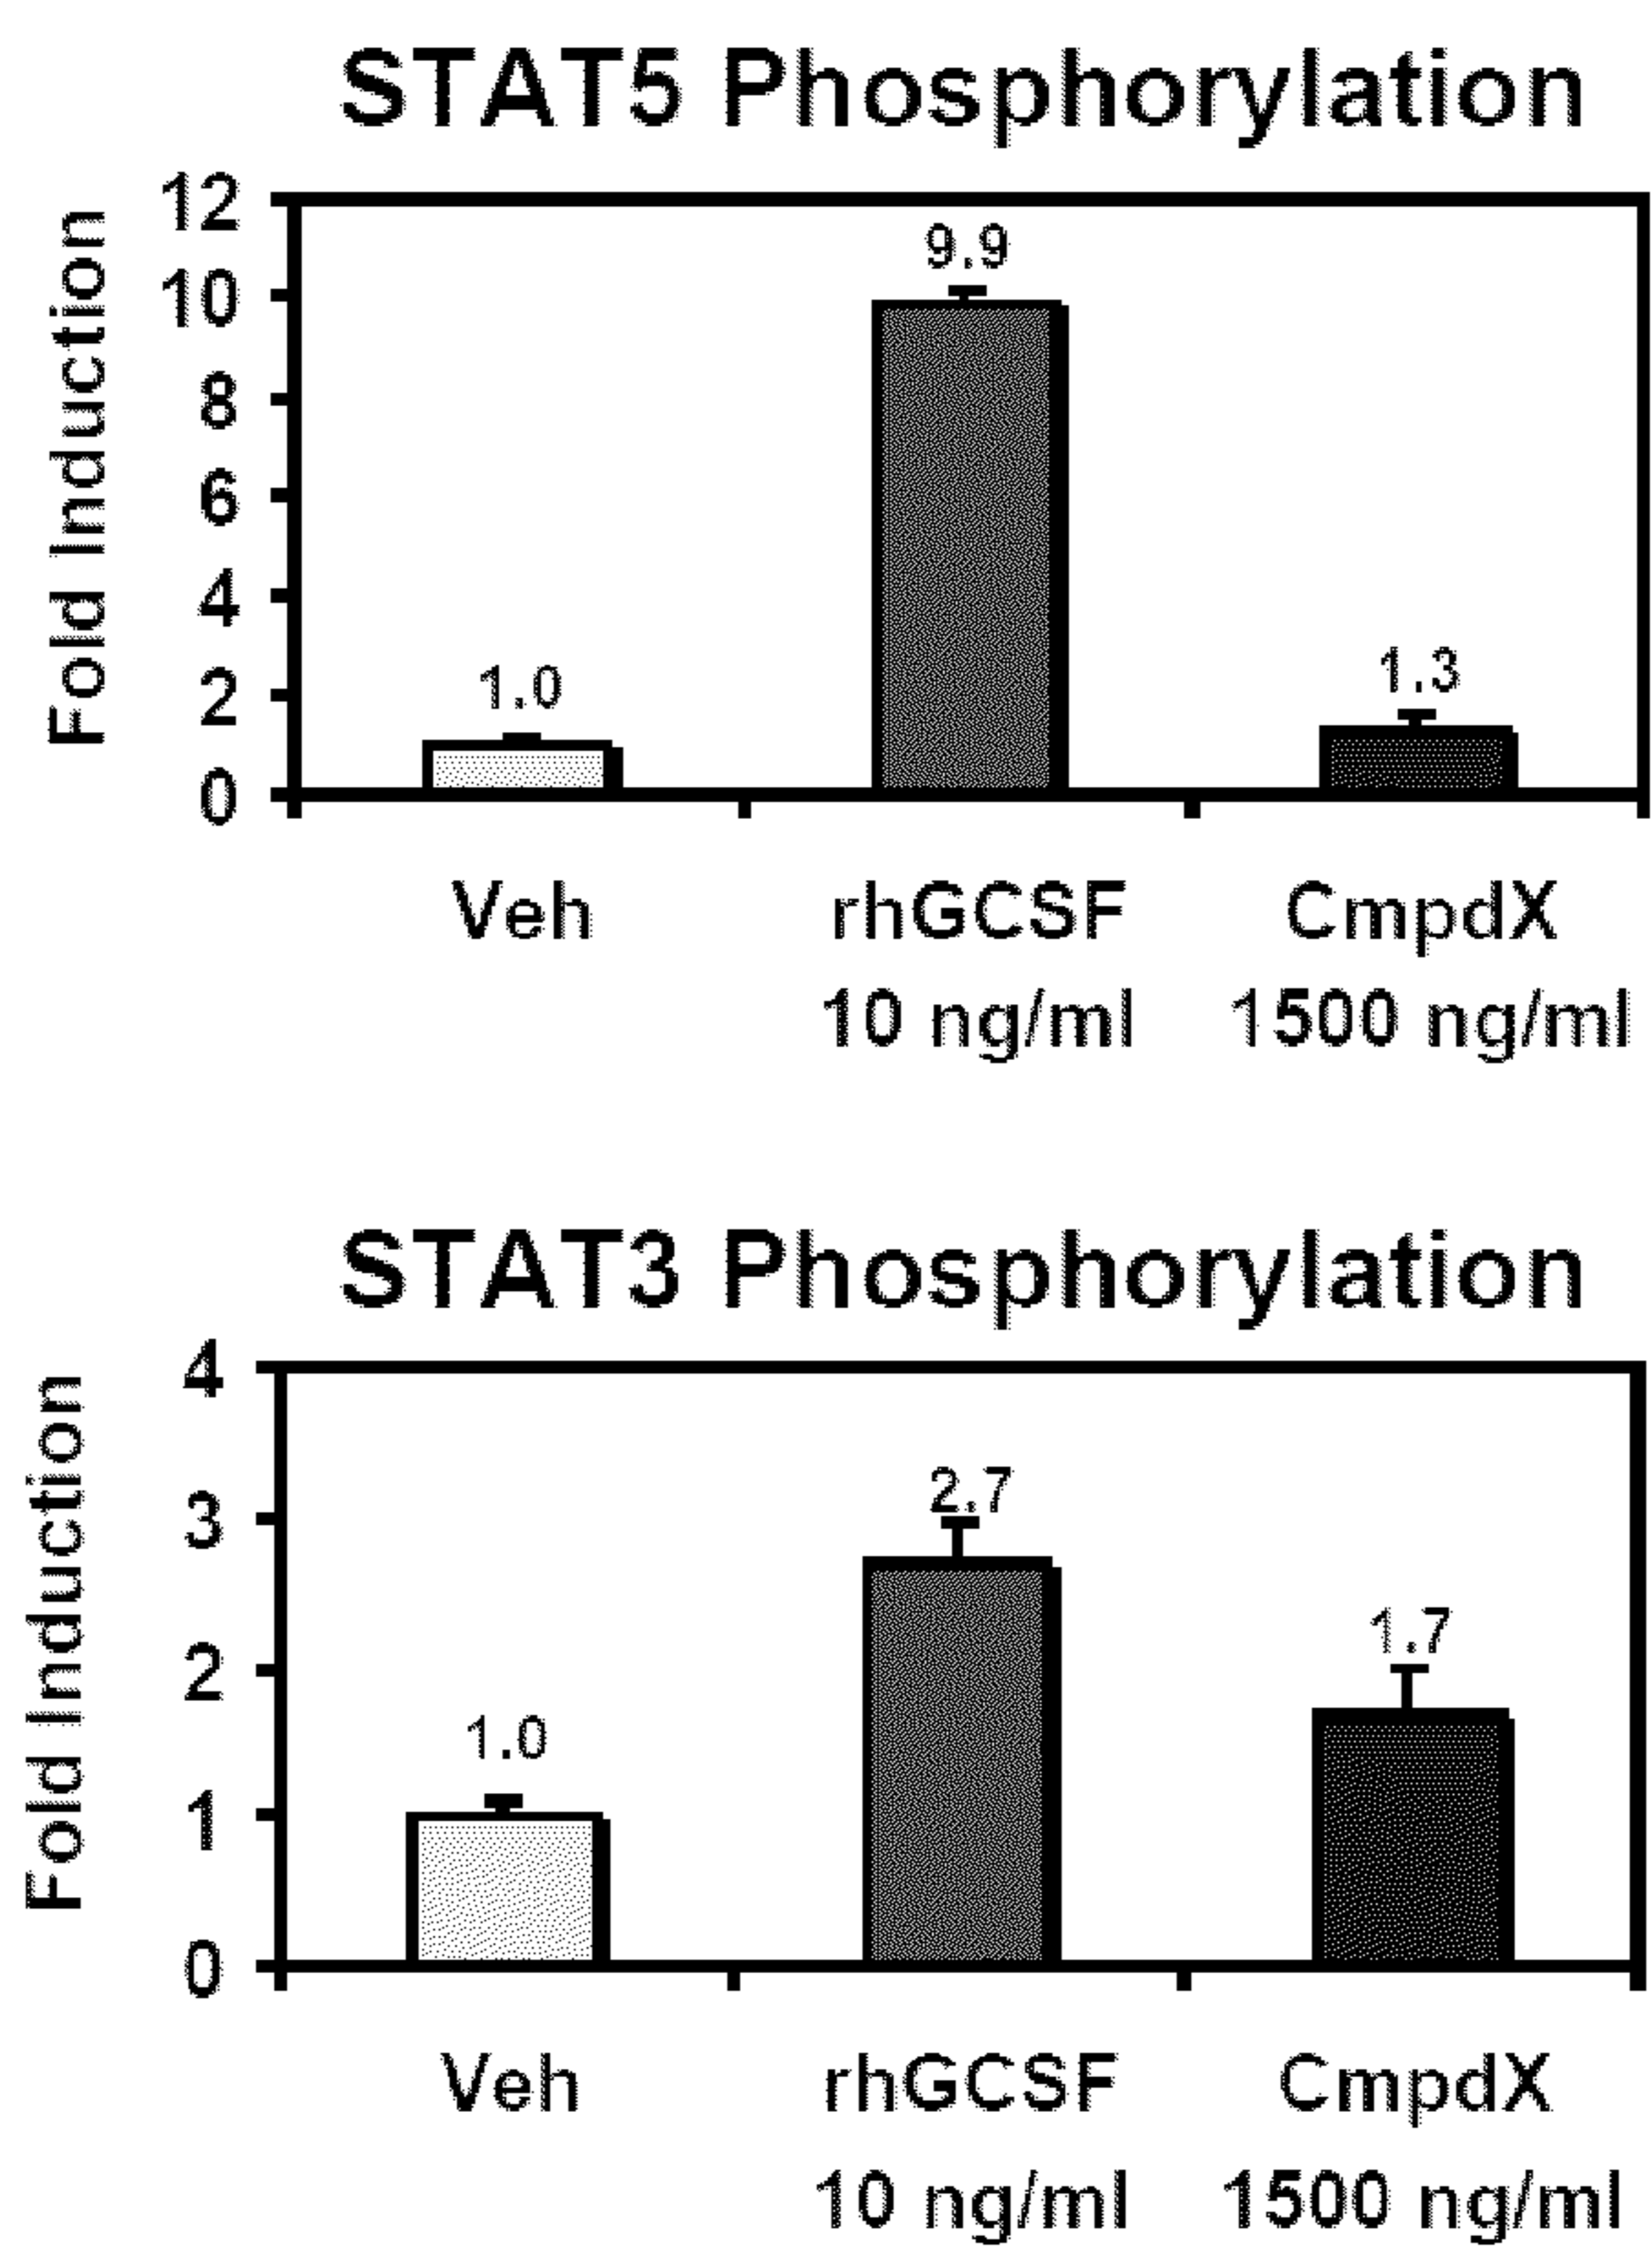 STAT5 Phosphorylation
Fold Induction
12
10
8
6
4
2
0
9.9
1.0
1.3
Veh
rhGCSF
CmpdX
10 ng/ml
1500 ng/ml
STAT3 Phosphorylation
Fold Induction
4
3
2
1
0
2.7
1.7
1.0
Veh
rhGCSF
CmpdX
10 ng/ml
1500 ng/ml